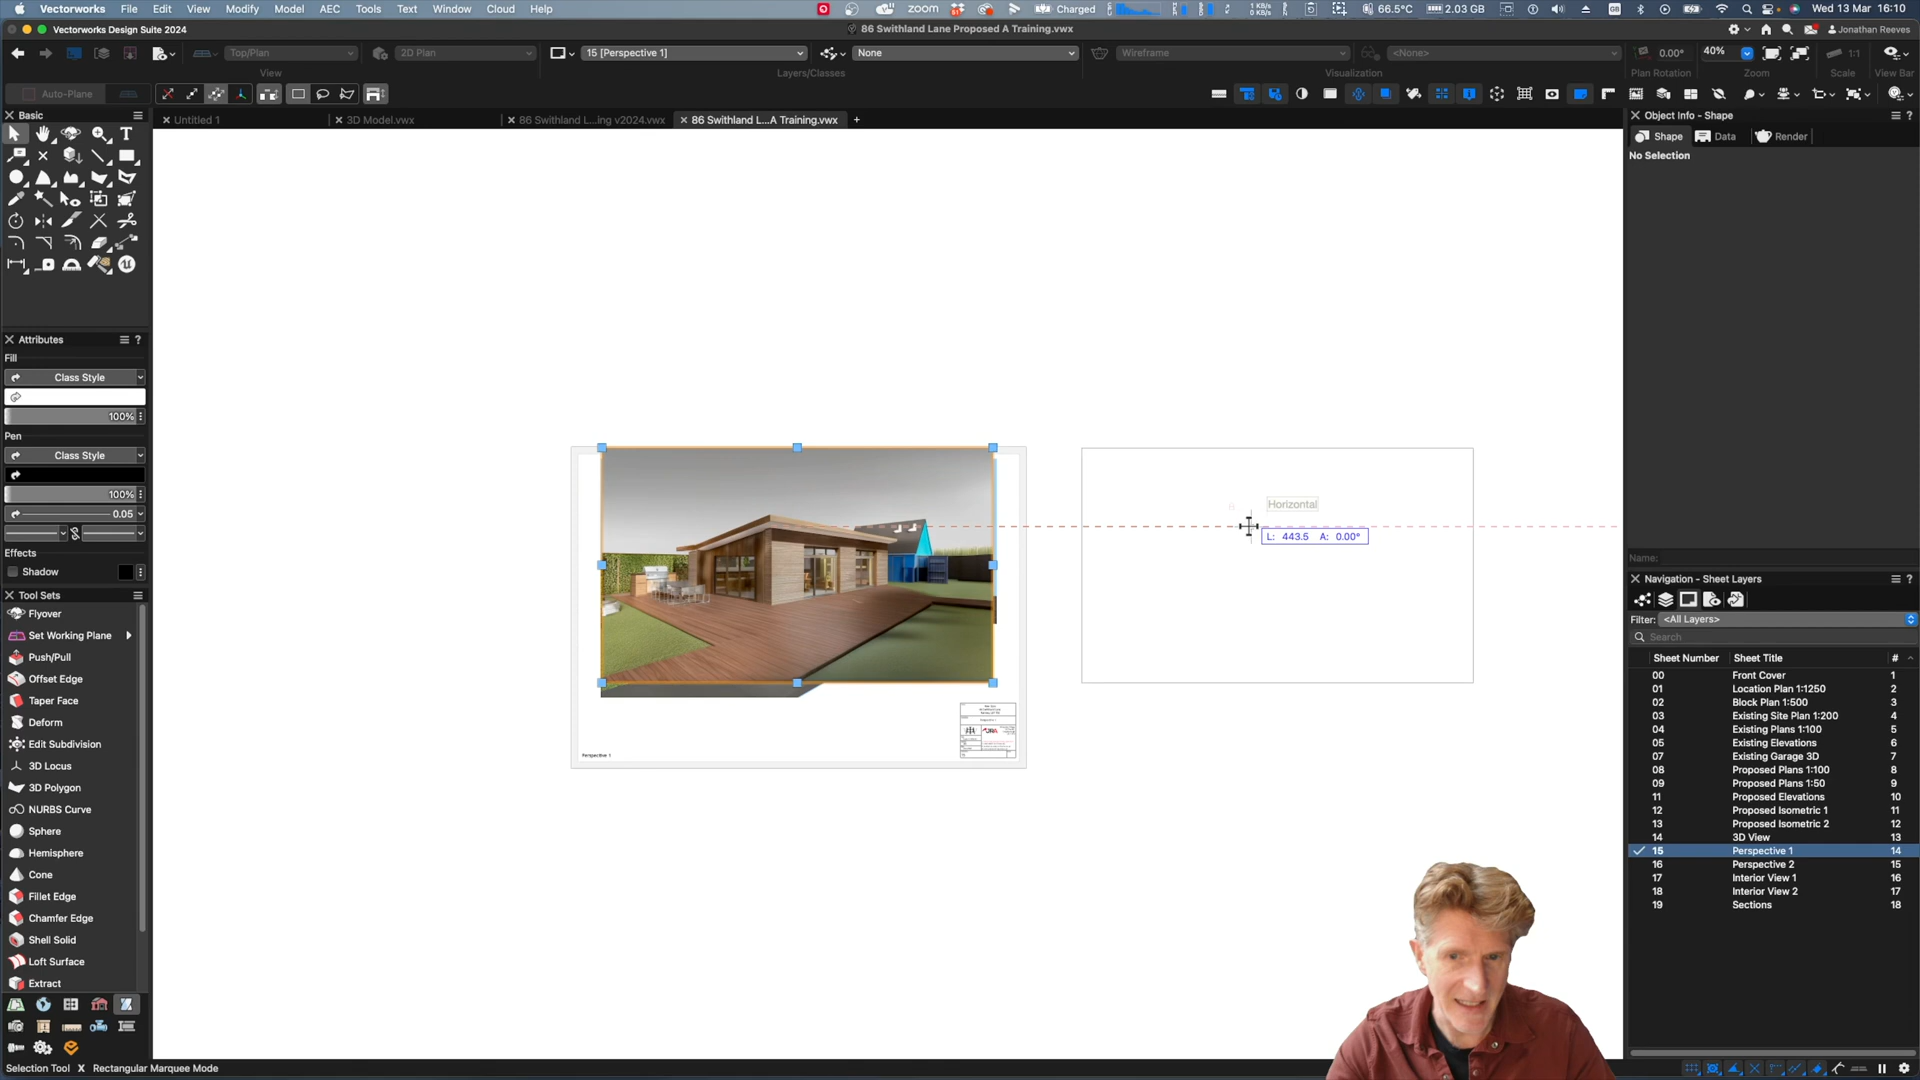 Vectorworks File Edit View Modify Model AEC Tools Text Window Cloud Help zoom Charged 1 KB/s 0 KB/s 66.5°C 2.03 GB GB Wed 13 Mar 16:10
Vectorworks Design Suite 2024
86 Swithland Lane Proposed A Training.vwx
Jonathan Reeves
Top/Plan 2D Plan 15 [Perspective 1] None Wireframe <None> 0.00° 40% 1:1
View Layers/Classes Visualization Plan Rotation Zoom Scale View Bar
Auto-Plane
Basic
Untitled 1 3D Model.vwx 86 Swithland L...ing v2024.vwx 86 Swithland L...A Training.vwx
Object Info - Shape
Shape Data Render
No Selection
Attributes
Fill
Class Style
100%
Pen
Class Style
100%
0.05
Effects
Shadow
Tool Sets
Flyover
Set Working Plane
Push/Pull
Offset Edge
Taper Face
Deform
Edit Subdivision
3D Locus
3D Polygon
NURBS Curve
Sphere
Hemisphere
Cone
Fillet Edge
Chamfer Edge
Shell Solid
Loft Surface
Extract
Selection Tool Rectangular Marquee Mode
Horizontal
L: 443.5 A: 0.00°
Perspective 1
Name:
Navigation - Sheet Layers
Filter: <All Layers>
Search
Sheet Number Sheet Title #
00 Front Cover 1
01 Location Plan 1:1250 2
02 Block Plan 1:500 3
03 Existing Site Plan 1:200 4
04 Existing Plans 1:100 5
05 Existing Elevations 6
07 Existing Garage 3D 7
08 Proposed Plans 1:100 8
09 Proposed Plans 1:50 9
11 Proposed Elevations 10
12 Proposed Isometric 1 11
13 Proposed Isometric 2 12
14 3D View 13
15 Perspective 1 14
16 Perspective 2 15
17 Interior View 1 16
18 Interior View 2 17
19 Sections 18